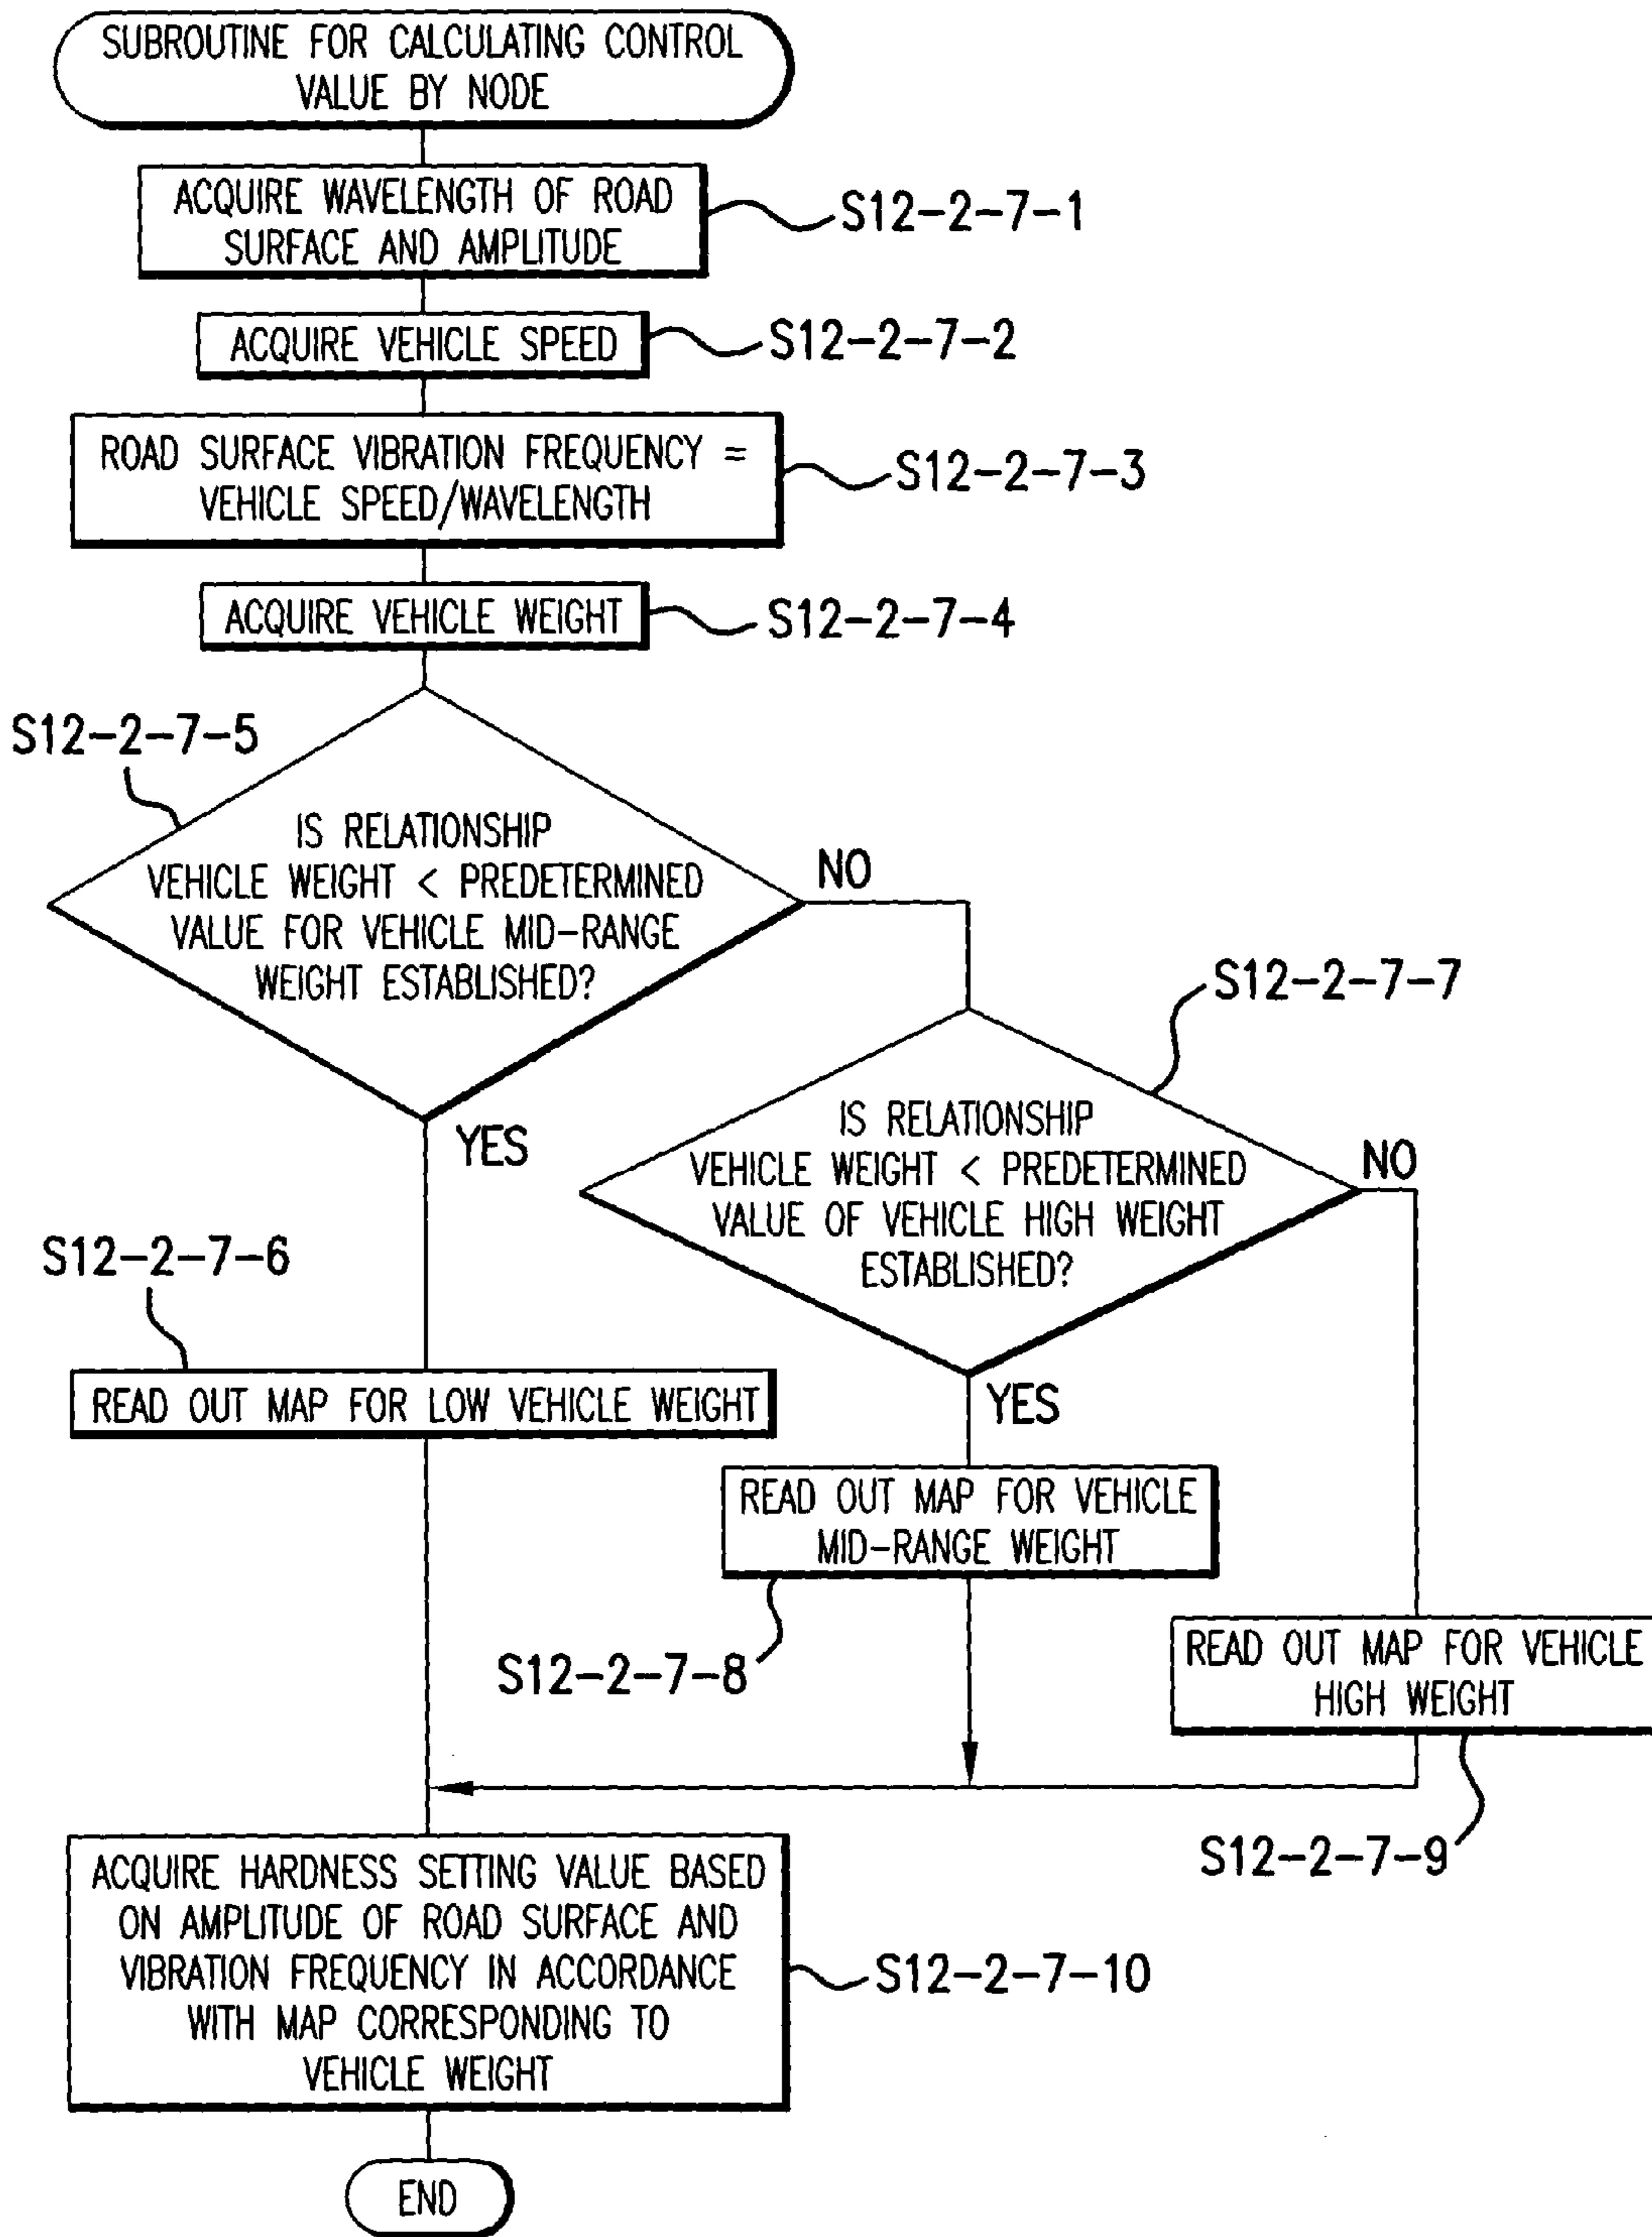 SUBROUTINE FOR CALCULATING CONTROL
VALUE BY NODE
ACQUIRE WAVELENGTH OF ROAD
SURFACE AND AMPLITUDE
S12-2-7-1
ACQUIRE VEHICLE SPEED
S12-2-7-2
ROAD SURFACE VIBRATION FREQUENCY =
VEHICLE SPEED/WAVELENGTH
S12-2-7-3
ACQUIRE VEHICLE WEIGHT
S12-2-7-4
S12-2-7-5
IS RELATIONSHIP
VEHICLE WEIGHT < PREDETERMINED
VALUE FOR VEHICLE MID-RANGE
WEIGHT ESTABLISHED?
NO
YES
S12-2-7-7
IS RELATIONSHIP
VEHICLE WEIGHT < PREDETERMINED
VALUE OF VEHICLE HIGH WEIGHT
ESTABLISHED?
NO
YES
S12-2-7-6
READ OUT MAP FOR LOW VEHICLE WEIGHT
READ OUT MAP FOR VEHICLE
MID-RANGE WEIGHT
S12-2-7-8
READ OUT MAP FOR VEHICLE
HIGH WEIGHT
S12-2-7-9
ACQUIRE HARDNESS SETTING VALUE BASED
ON AMPLITUDE OF ROAD SURFACE AND
VIBRATION FREQUENCY IN ACCORDANCE
WITH MAP CORRESPONDING TO
VEHICLE WEIGHT
S12-2-7-10
END